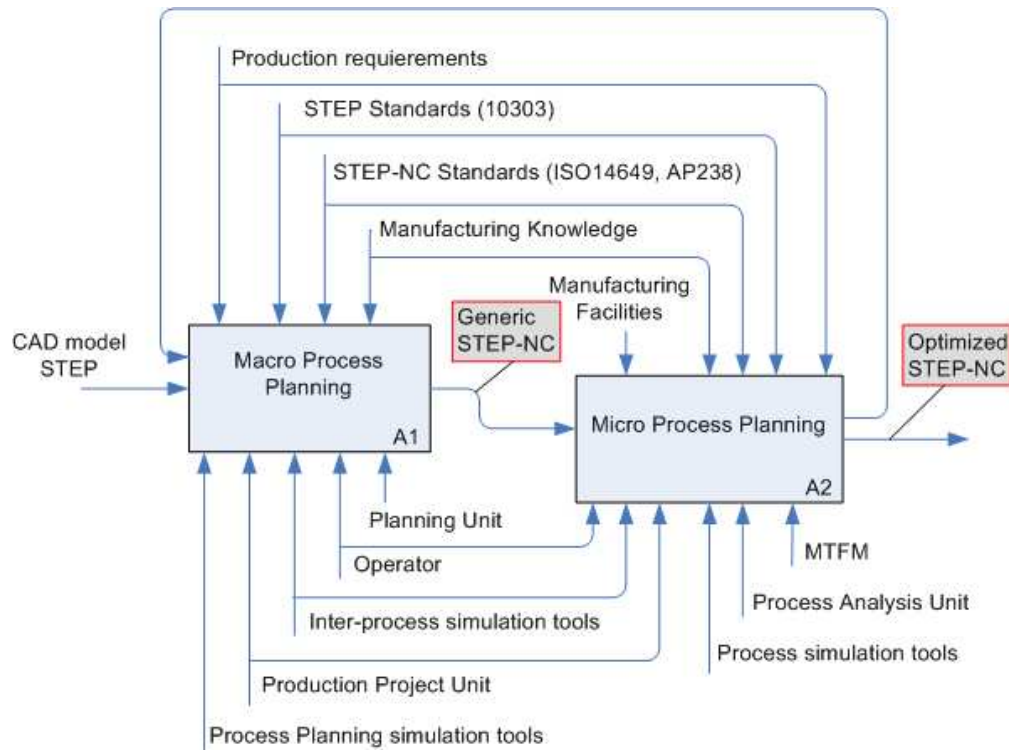 Production requierements
STEP Standards (10303)
STEP-NC Standards (ISO14649, AP238)
Manufacturing Knowledge
Manufacturing
Facilities
Generic
STEP-NC
CAD model
STEP
Macro Process
Planning
A1
Optimized
STEP-NC
Micro Process Planning
A2
Planning Unit
Operator
MTFM
Inter-process simulation tools
Process Analysis Unit
Process simulation tools
Production Project Unit
Process Planning simulation tools